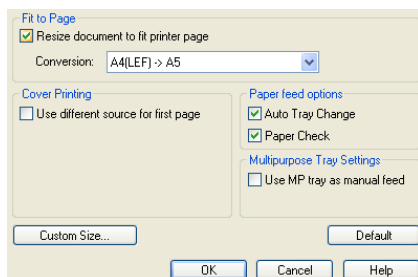 Fit to Page
Resize document to fit printer page
Conversion: A4(LEF) -> A5
Cover Printing
Use different source for first page
Paper feed options
Auto Tray Change
Paper Check
Multipurpose Tray Settings
Use MP tray as manual feed
Custom Size...
Default
OK
Cancel
Help